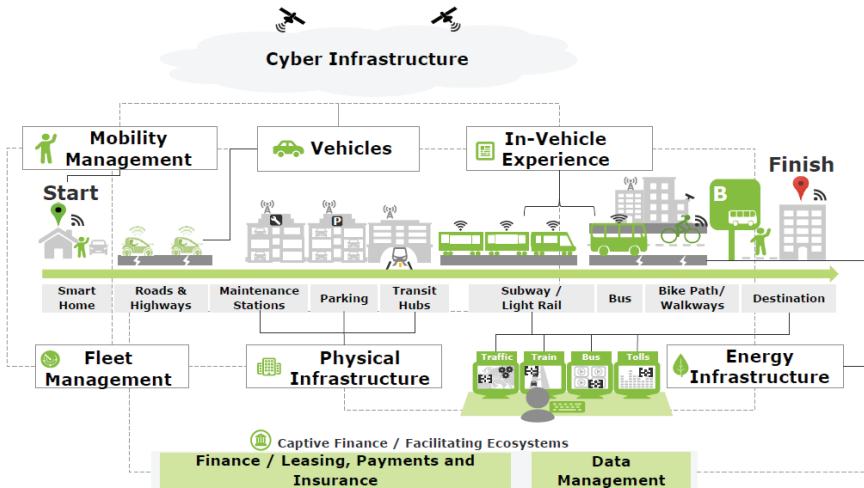 Cyber Infrastructure
Mobility
Management
Vehicles
In-Vehicle
Experience
Start
Finish
P
B
Smart
Home
Roads &
Highways
Maintenance
Stations
Parking
Transit
Hubs
Subway /
Light Rail
Bus
Bike Path/
Walkways
Destination
Fleet
Management
Physical
Infrastructure
Traffic
Train
Bus
Tolls
Energy
Infrastructure
Captive Finance / Facilitating Ecosystems
Finance / Leasing, Payments and
Insurance
Data
Management